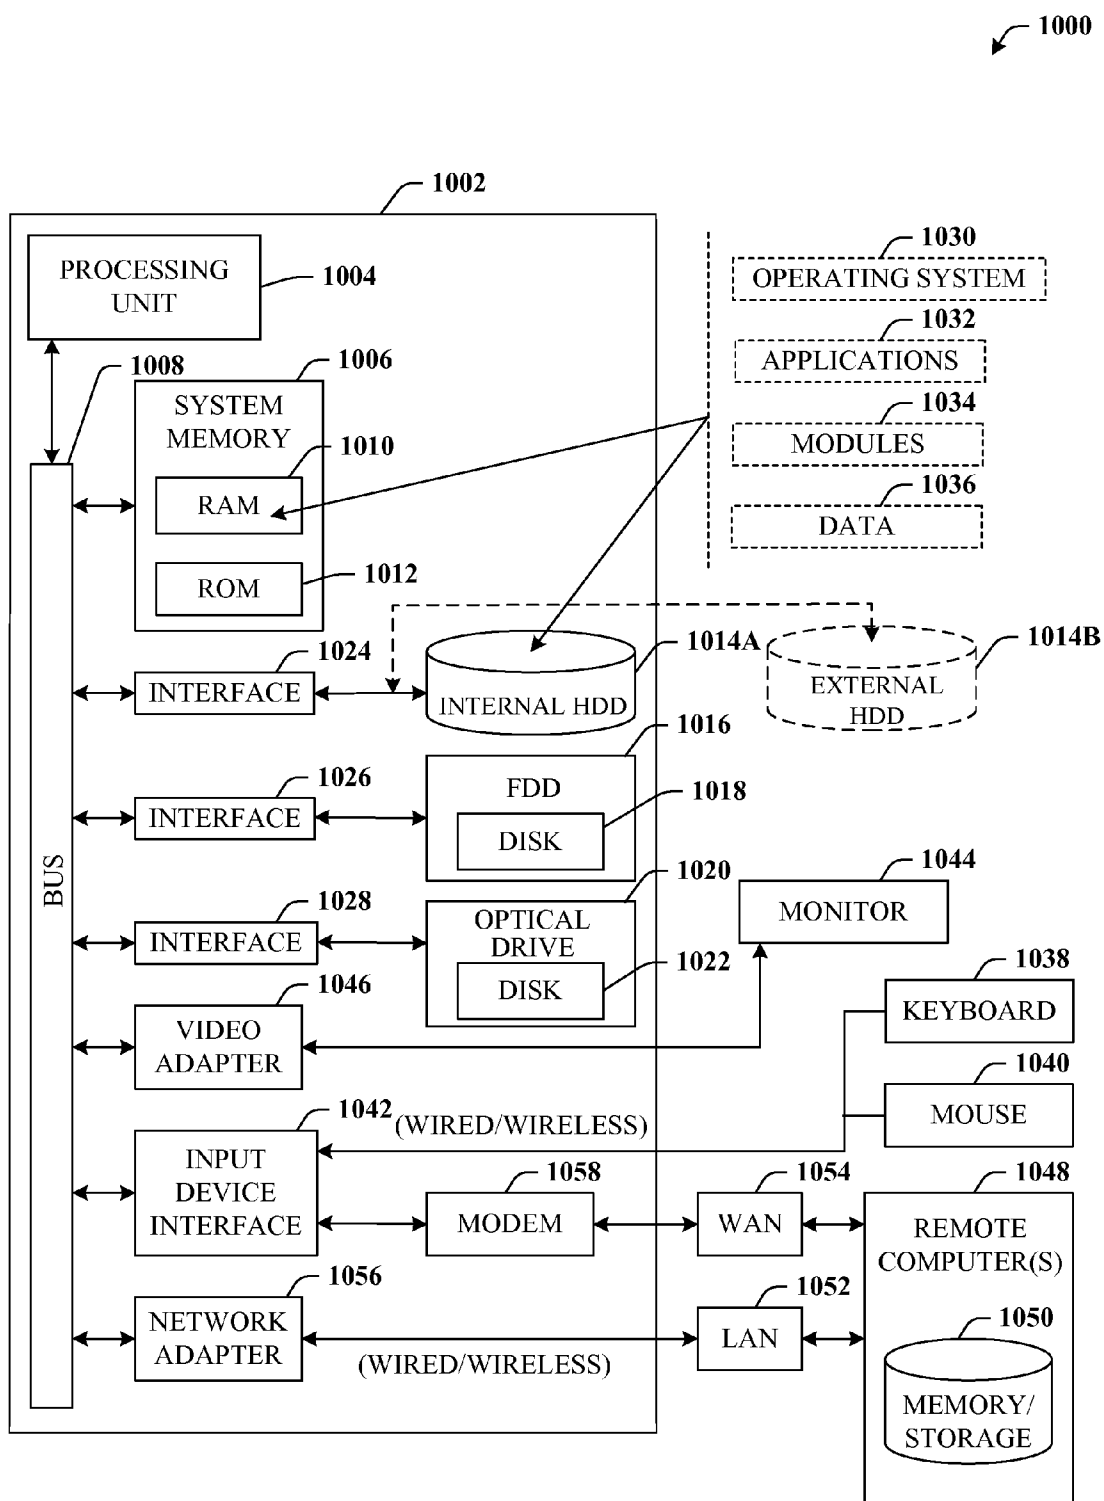 1000
1002
PROCESSING
UNIT
1004
1030
OPERATING SYSTEM
1032
APPLICATIONS
1034
MODULES
1036
DATA
1008
1006
SYSTEM
MEMORY
1010
RAM
1012
ROM
1024
INTERFACE
1014A
INTERNAL HDD
1014B
EXTERNAL
HDD
1016
FDD
1026
INTERFACE
1018
DISK
BUS
1020
OPTICAL
DRIVE
1028
INTERFACE
1022
DISK
1044
MONITOR
1046
VIDEO
ADAPTER
1038
KEYBOARD
1040
MOUSE
1042
(WIRED/WIRELESS)
INPUT
DEVICE
INTERFACE
1058
MODEM
1054
WAN
1048
REMOTE
COMPUTER(S)
1056
NETWORK
ADAPTER
(WIRED/WIRELESS)
1052
LAN
1050
MEMORY/
STORAGE